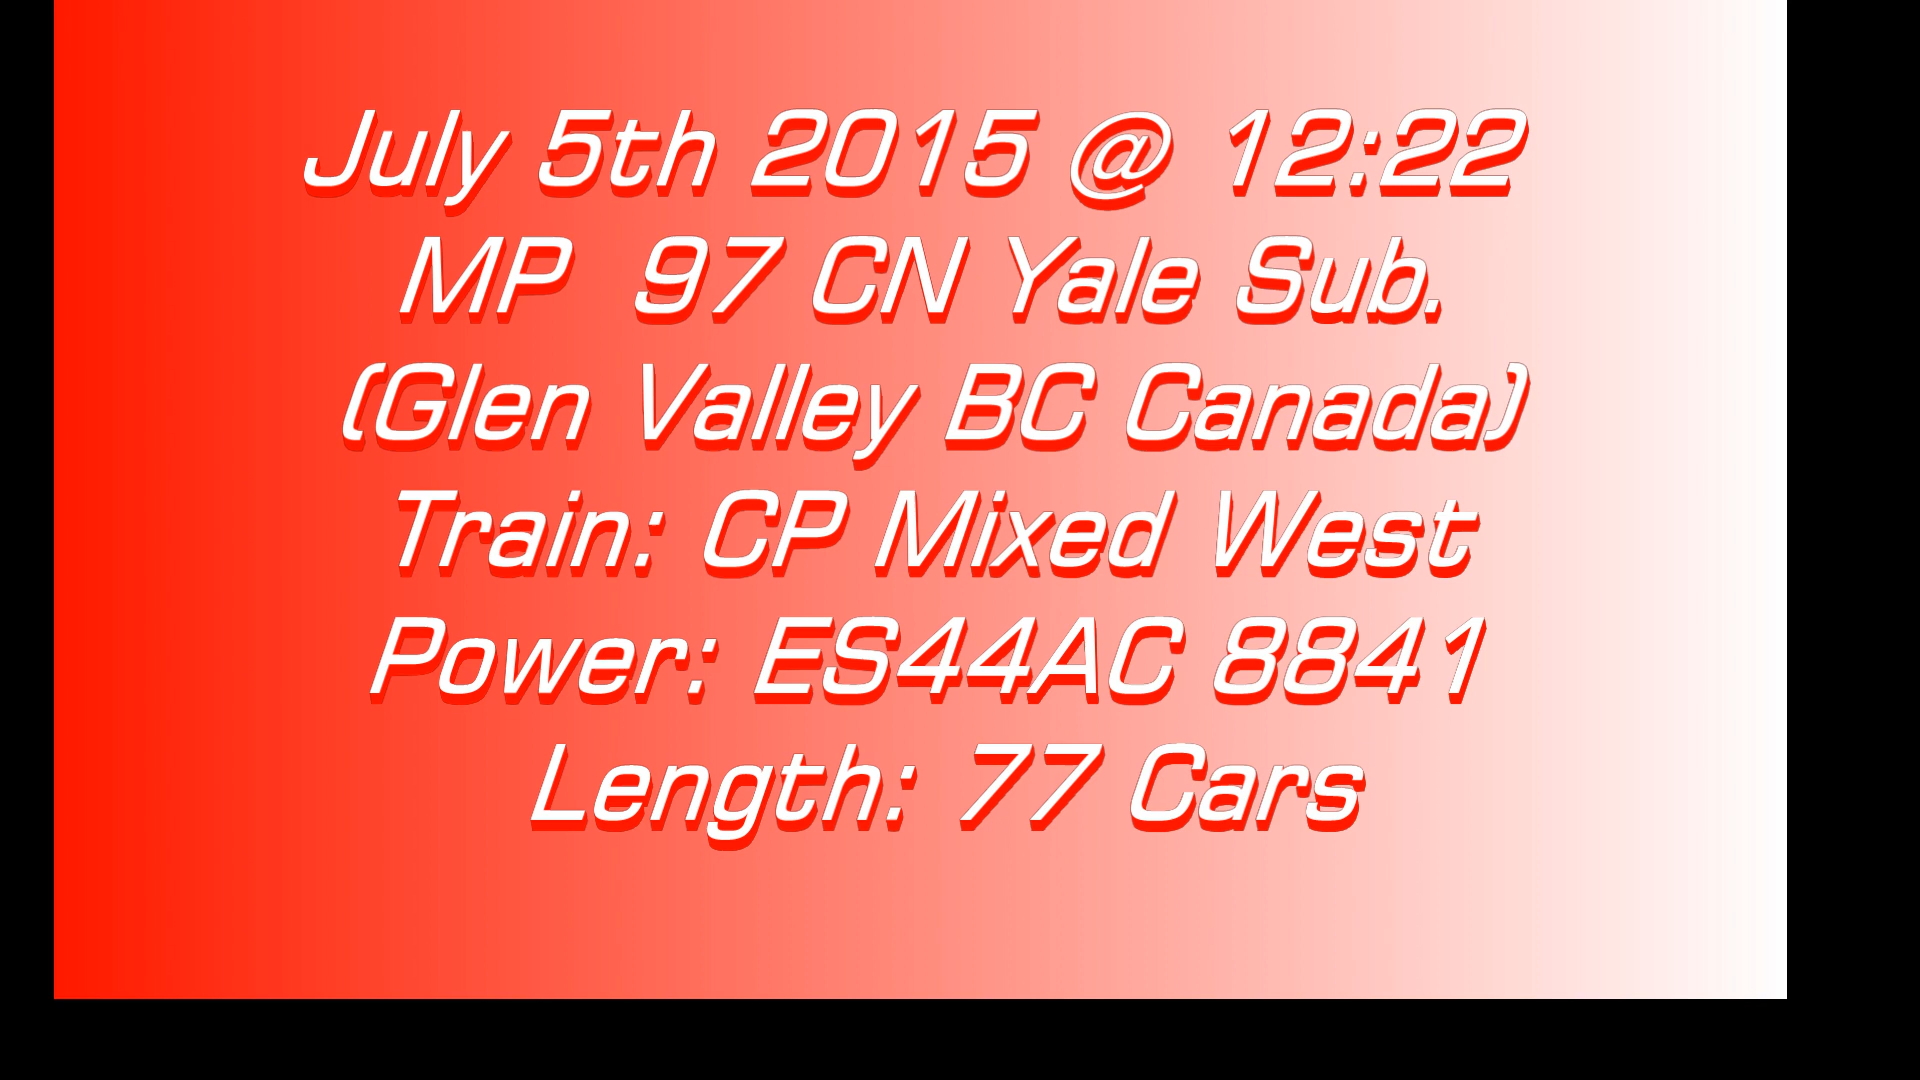 July 5th 2015 @ 12:22
MP  97 CN Yale Sub.
(Glen Valley BC Canada)
Train: CP Mixed West
Power: ES44AC 8841
Length: 77 Cars